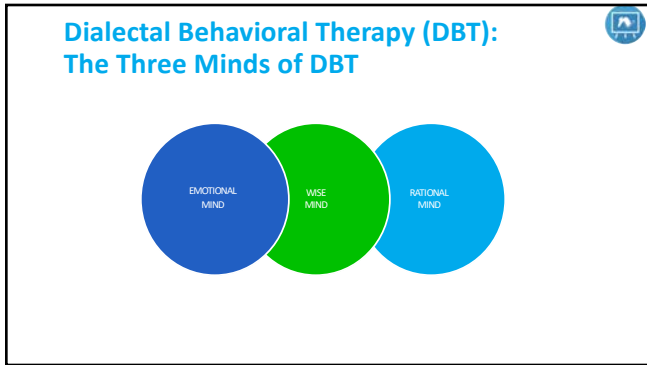 Dialectal Behavioral Therapy (DBT):
The Three Minds of DBT
EMOTIONAL
MIND
WISE
MIND
RATIONAL
MIND